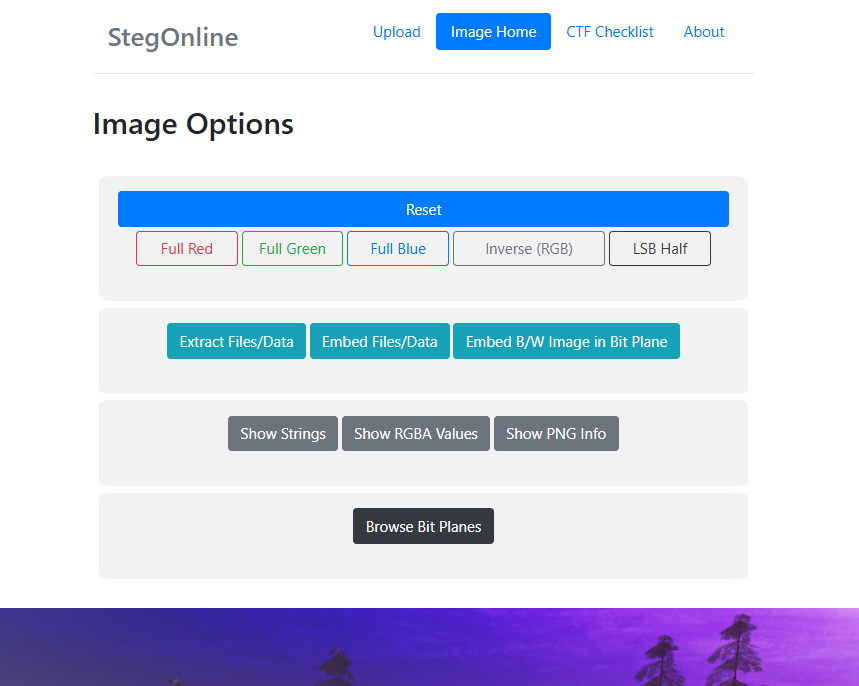 StegOnline Upload Image Home CTF Checklist About
Image Options
Reset
Full Red Full Green Full Blue Inverse (RGB) LSB Half
Extract Files/Data Embed Files/Data Embed B/W Image in Bit Plane
Show Strings Show RGBA Values Show PNG Info
Browse Bit Planes